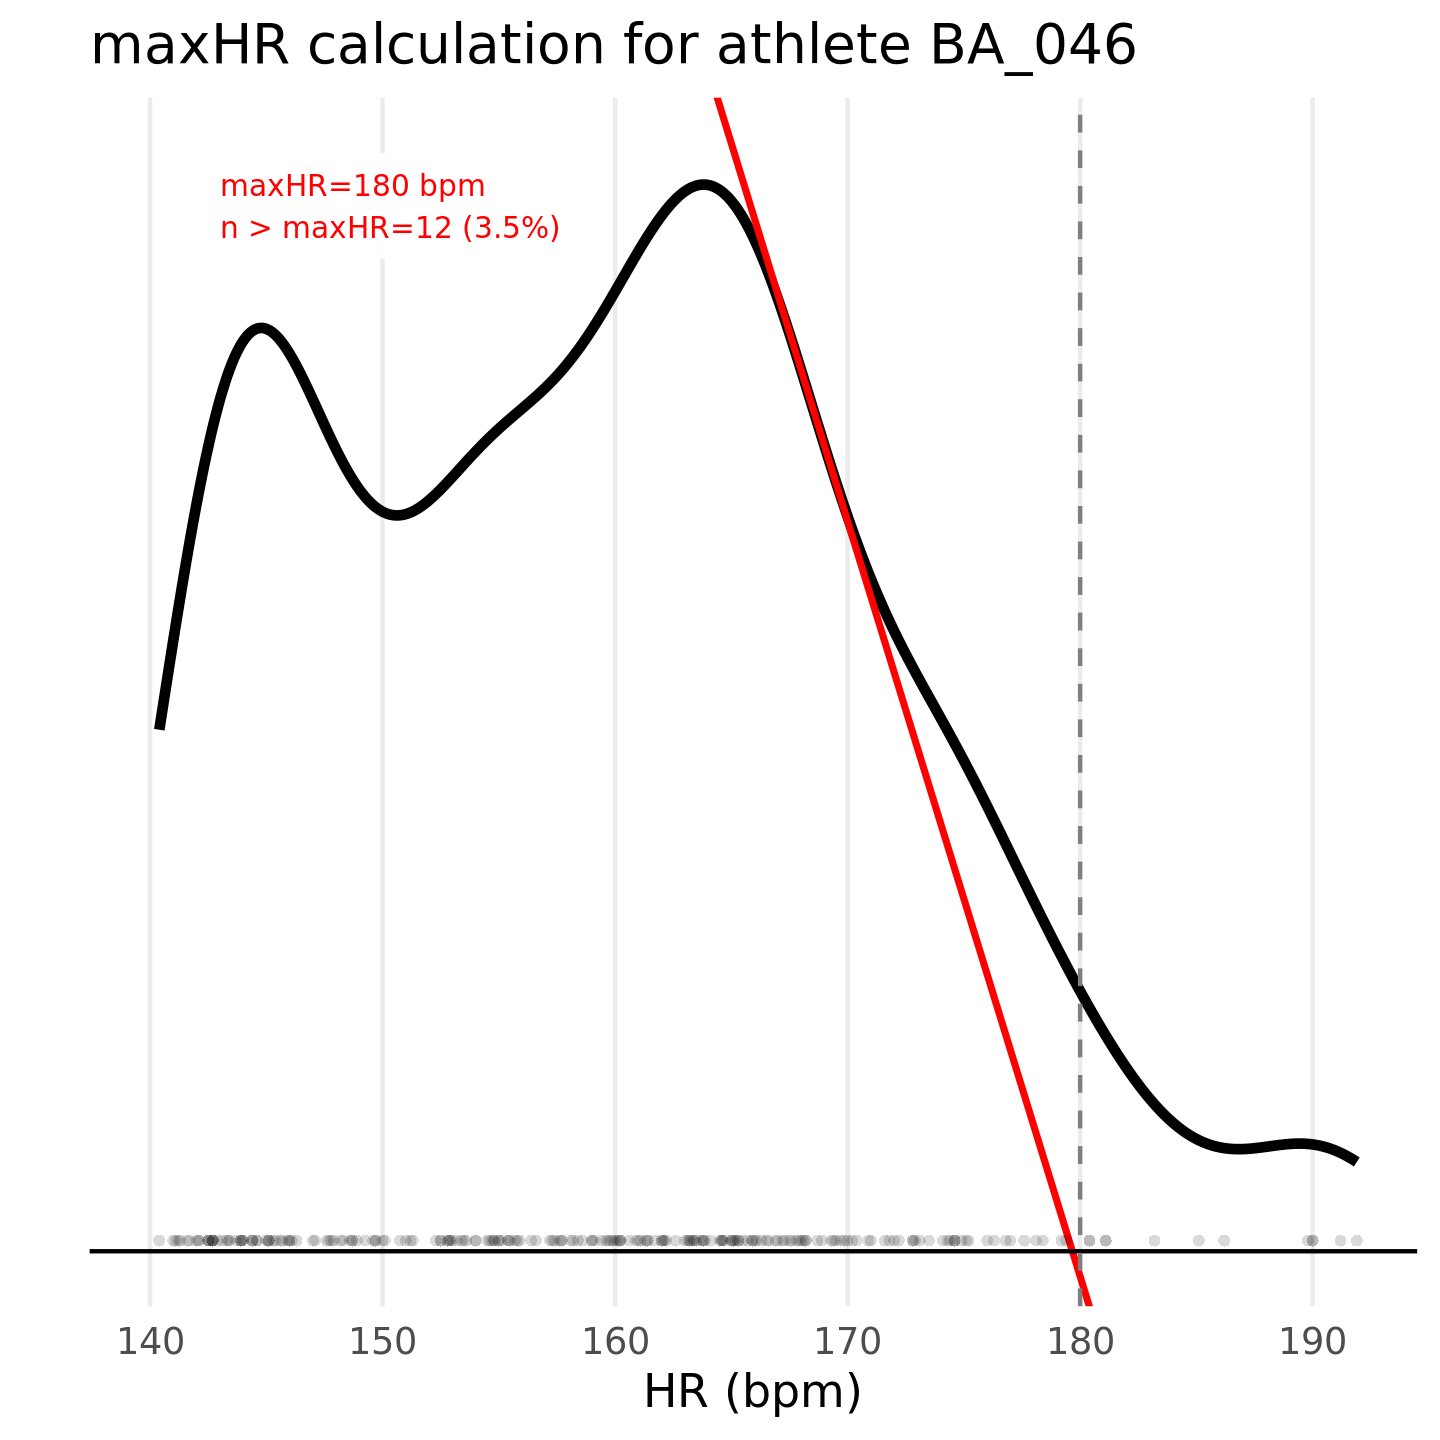 maxHR calculation for athlete BA_046
maxHR=180 bpm
n > maxHR=12 (3.5%)
140 150 160 170 180 190
HR (bpm)